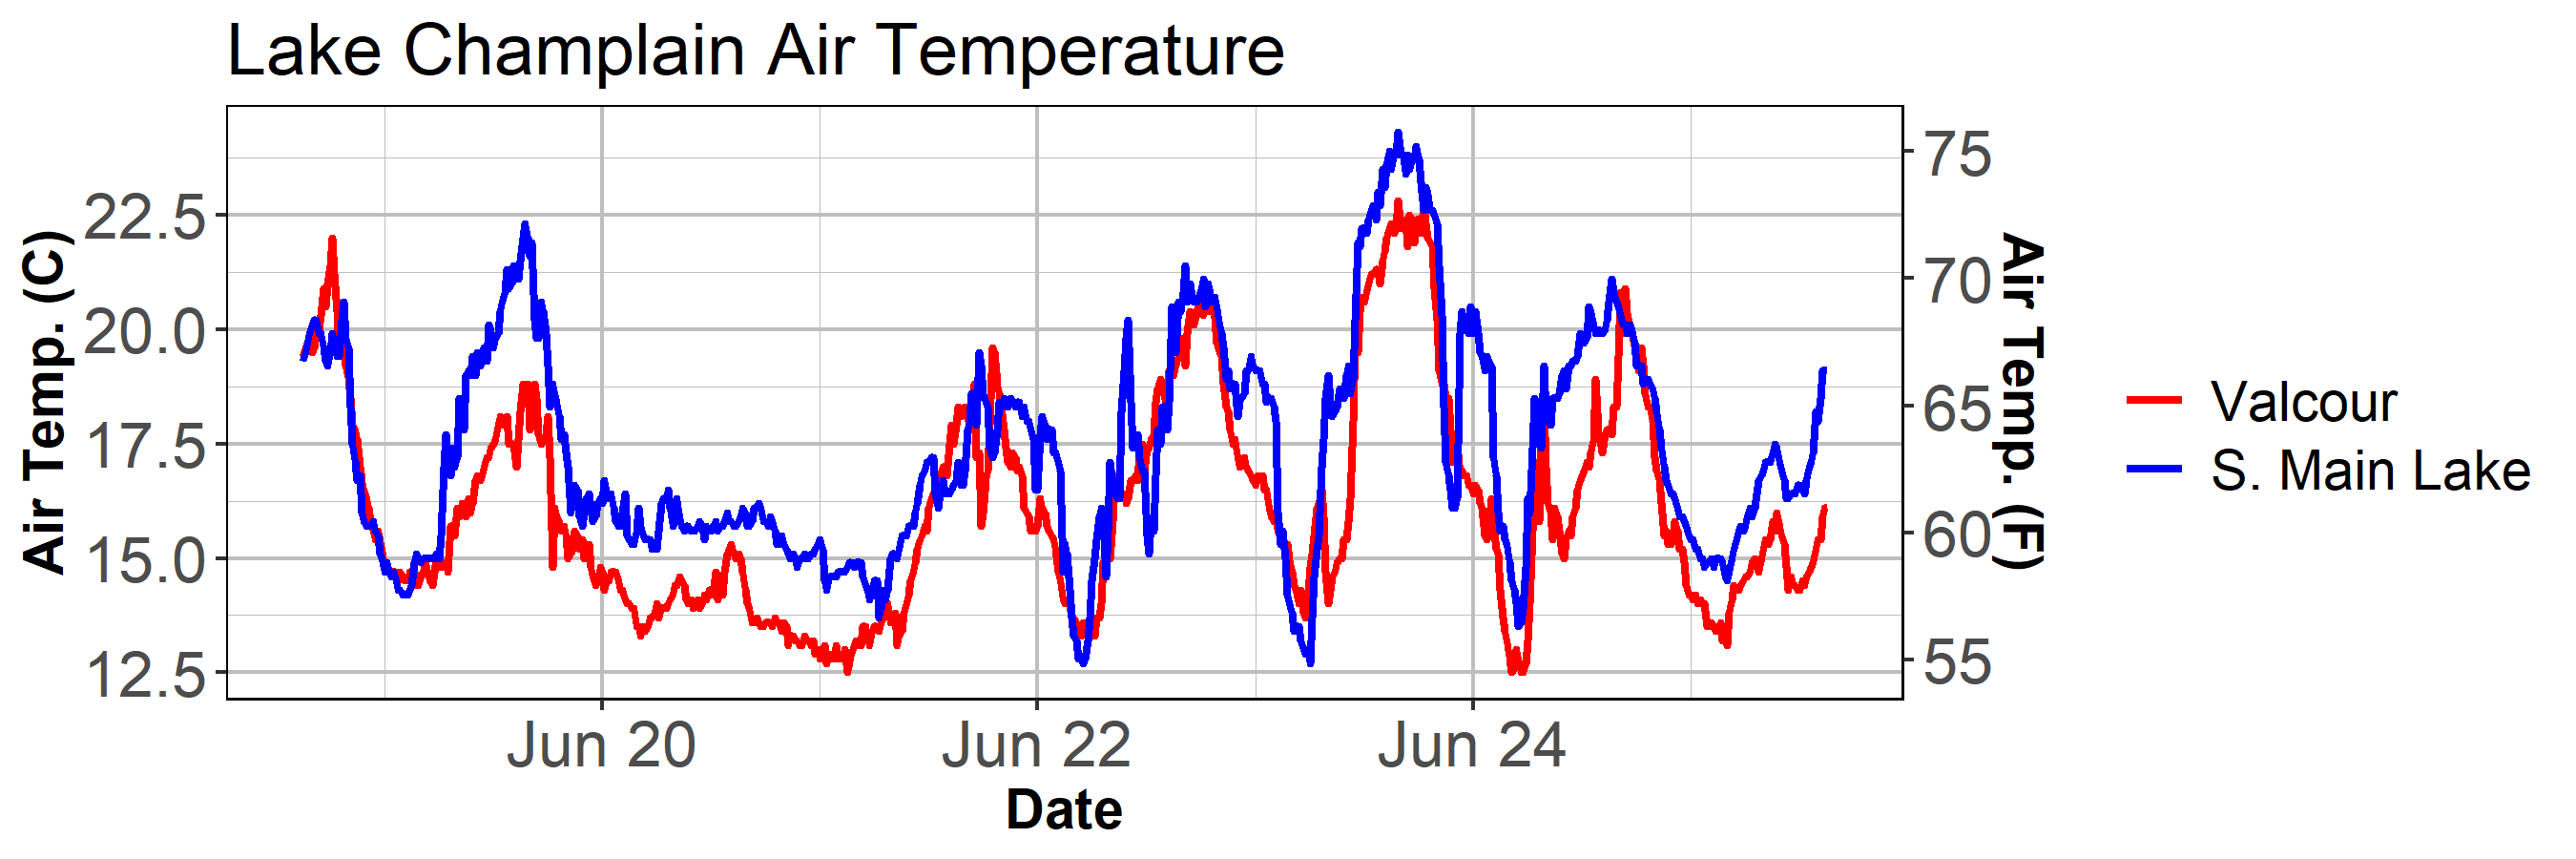 Lake Champlain Air Temperature
Air Temp. (C)
22.5
20.0
17.5
15.0
12.5
75
70
65
60
55
Air Temp. (F)
Jun 20
Jun 22
Jun 24
Date
Valcour
S. Main Lake